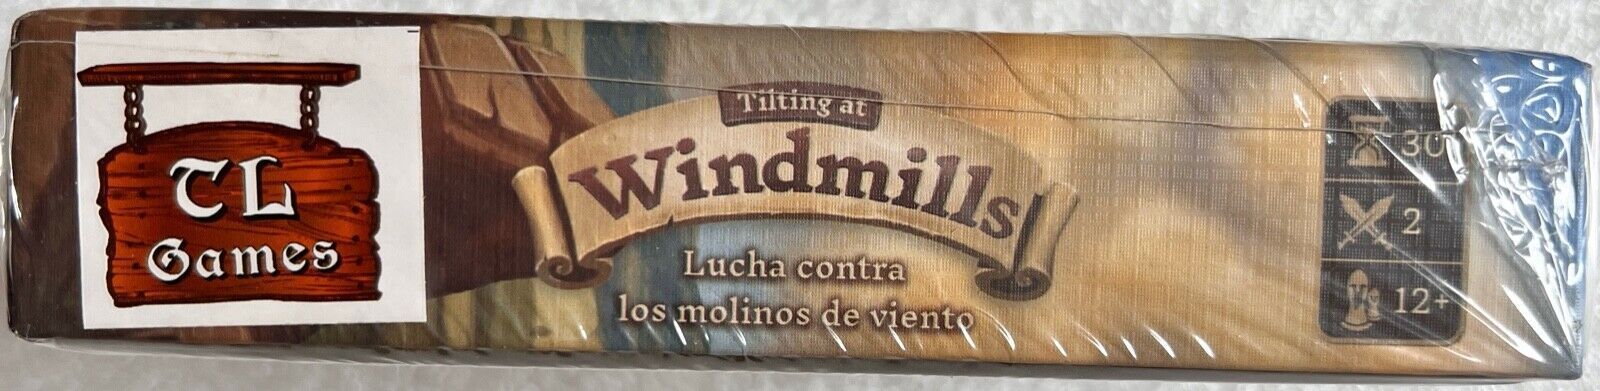 TL
Games
Tilting at
Windmills
Lucha contra
los molinos de viento
30
2
12+